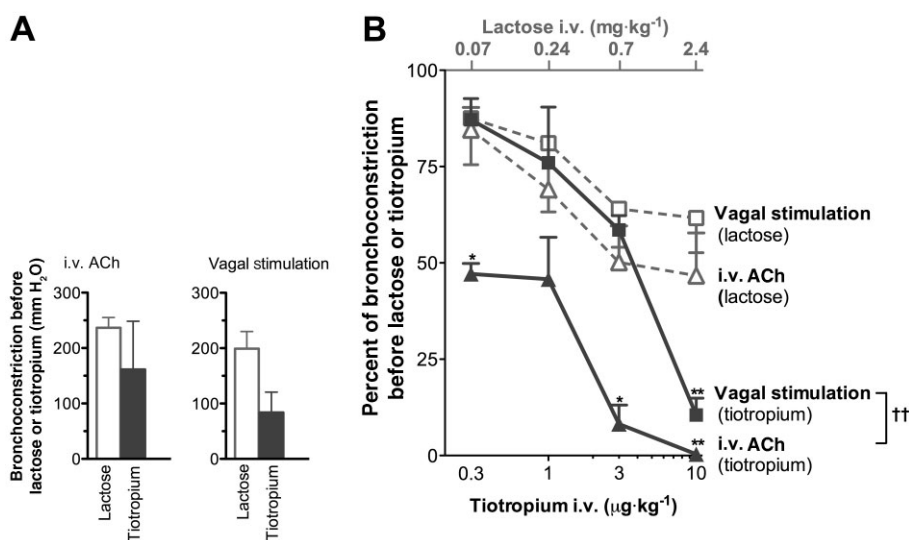 A
Bronchoconstriction before
lactose or tiotropium (mm H2O)
i.v. ACh
300
200
100
0
Lactose
Tiotropium
Vagal stimulation
300
200
100
0
Lactose
Tiotropium
B
Lactose i.v. (mg·kg-1)
0.07 0.24 0.7 2.4
Percent of bronchoconstriction
before lactose or tiotropium
100
75
50
25
0
*
*
**
**
Vagal stimulation
(lactose)
i.v. ACh
(lactose)
Vagal stimulation
(tiotropium)
††
i.v. ACh
(tiotropium)
0.3 1 3 10
Tiotropium i.v. (μg·kg-1)